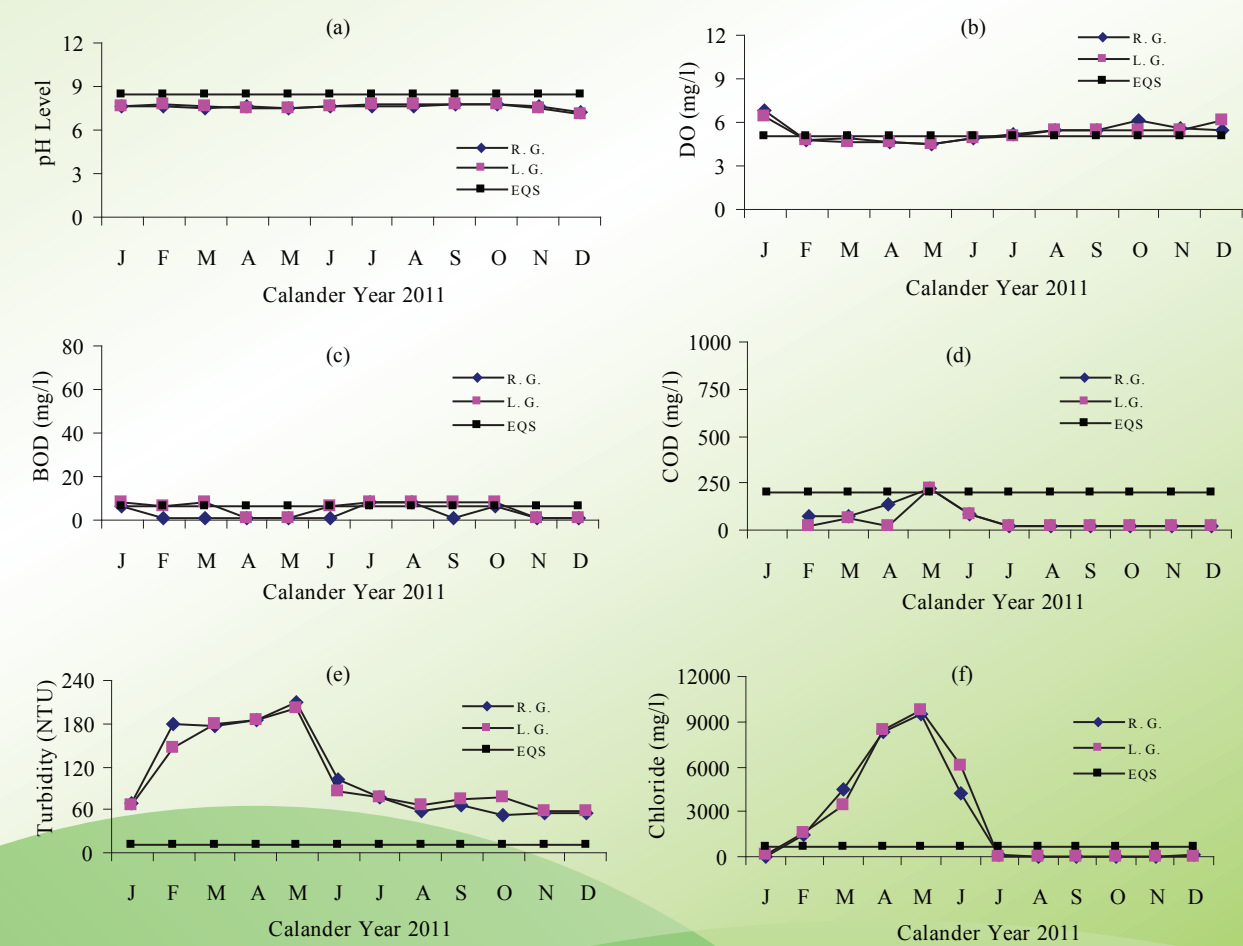 (a)
12
9
6
3
0
pH Level
R. G.
L. G.
EQS
J F M A M J J A S O N D
Calander Year 2011
(b)
12
9
6
3
0
DO (mg/l)
R. G.
L. G.
EQS
J F M A M J J A S O N D
Calander Year 2011
(c)
80
60
40
20
0
BOD (mg/l)
R. G.
L. G.
EQS
J F M A M J J A S O N D
Calander Year 2011
(d)
1000
750
500
250
0
COD (mg/l)
R.G.
L.G.
EQS
J F M A M J J A S O N D
Calander Year 2011
(e)
240
180
120
60
0
Turbidity (NTU)
R. G.
L. G.
EQS
J F M A M J J A S O N D
Calander Year 2011
(f)
12000
9000
6000
3000
0
Chloride (mg/l)
R. G.
L. G.
EQS
J F M A M J J A S O N D
Calander Year 2011